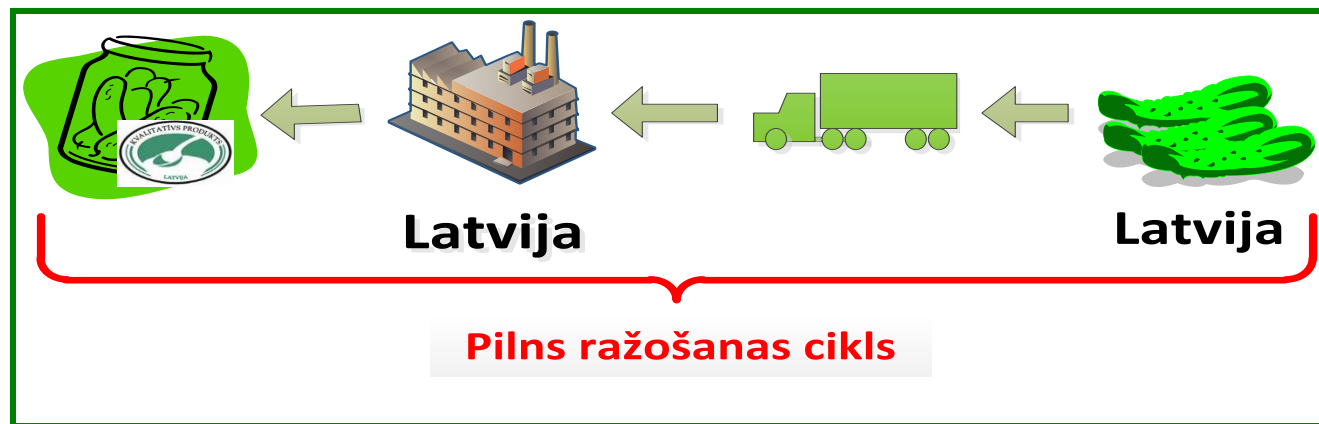 KVALITATĪVS PRODUKTS
LATVIJA
Latvija
Latvija
Pilns ražošanas cikls